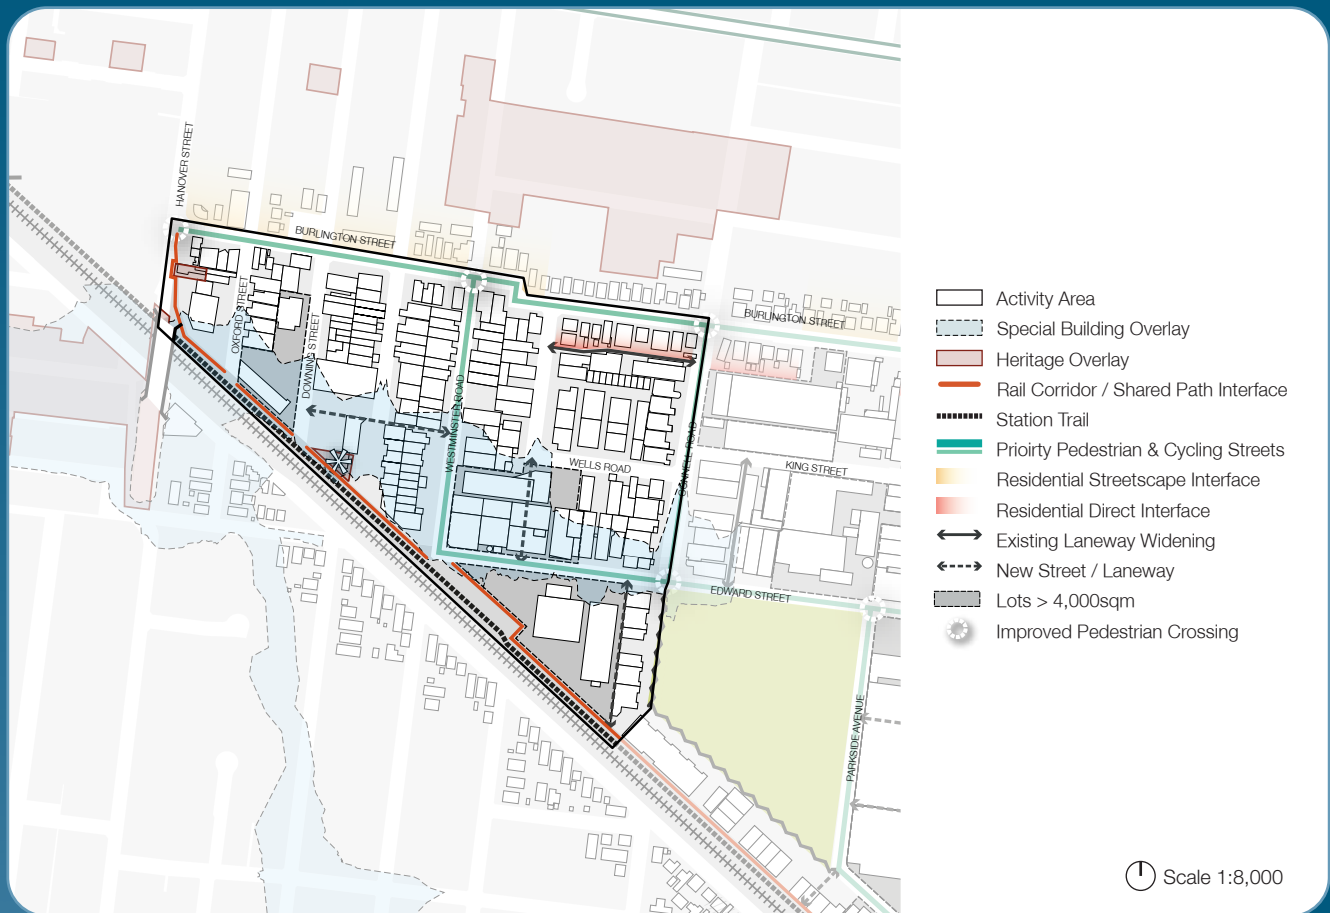 HANOVER STREET
BURLINGTON STREET
BURLINGTON STREET
OXFORD STREET
DOWNING STREET
WESTMINSTER ROAD
WELLS ROAD
KING STREET
EDWARD STREET
PARKSIDE AVENUE
Activity Area
Special Building Overlay
Heritage Overlay
Rail Corridor / Shared Path Interface
Station Trail
Prioirty Pedestrian & Cycling Streets
Residential Streetscape Interface
Residential Direct Interface
Existing Laneway Widening
New Street / Laneway
Lots > 4,000sqm
Improved Pedestrian Crossing
Scale 1:8,000